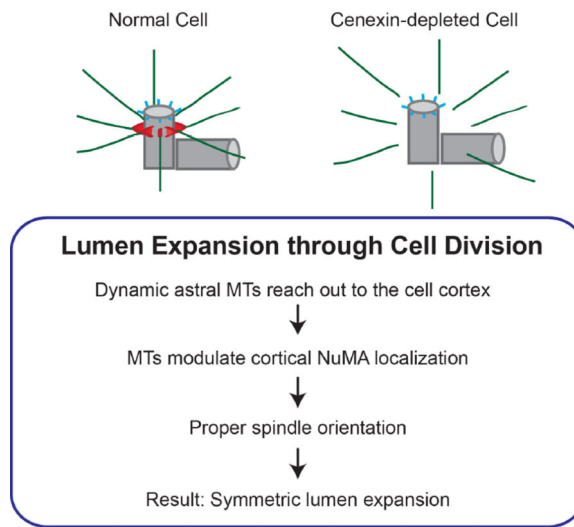 Normal Cell
Cenexin-depleted Cell
Lumen Expansion through Cell Division
Dynamic astral MTs reach out to the cell cortex
MTs modulate cortical NuMA localization
Proper spindle orientation
Result: Symmetric lumen expansion